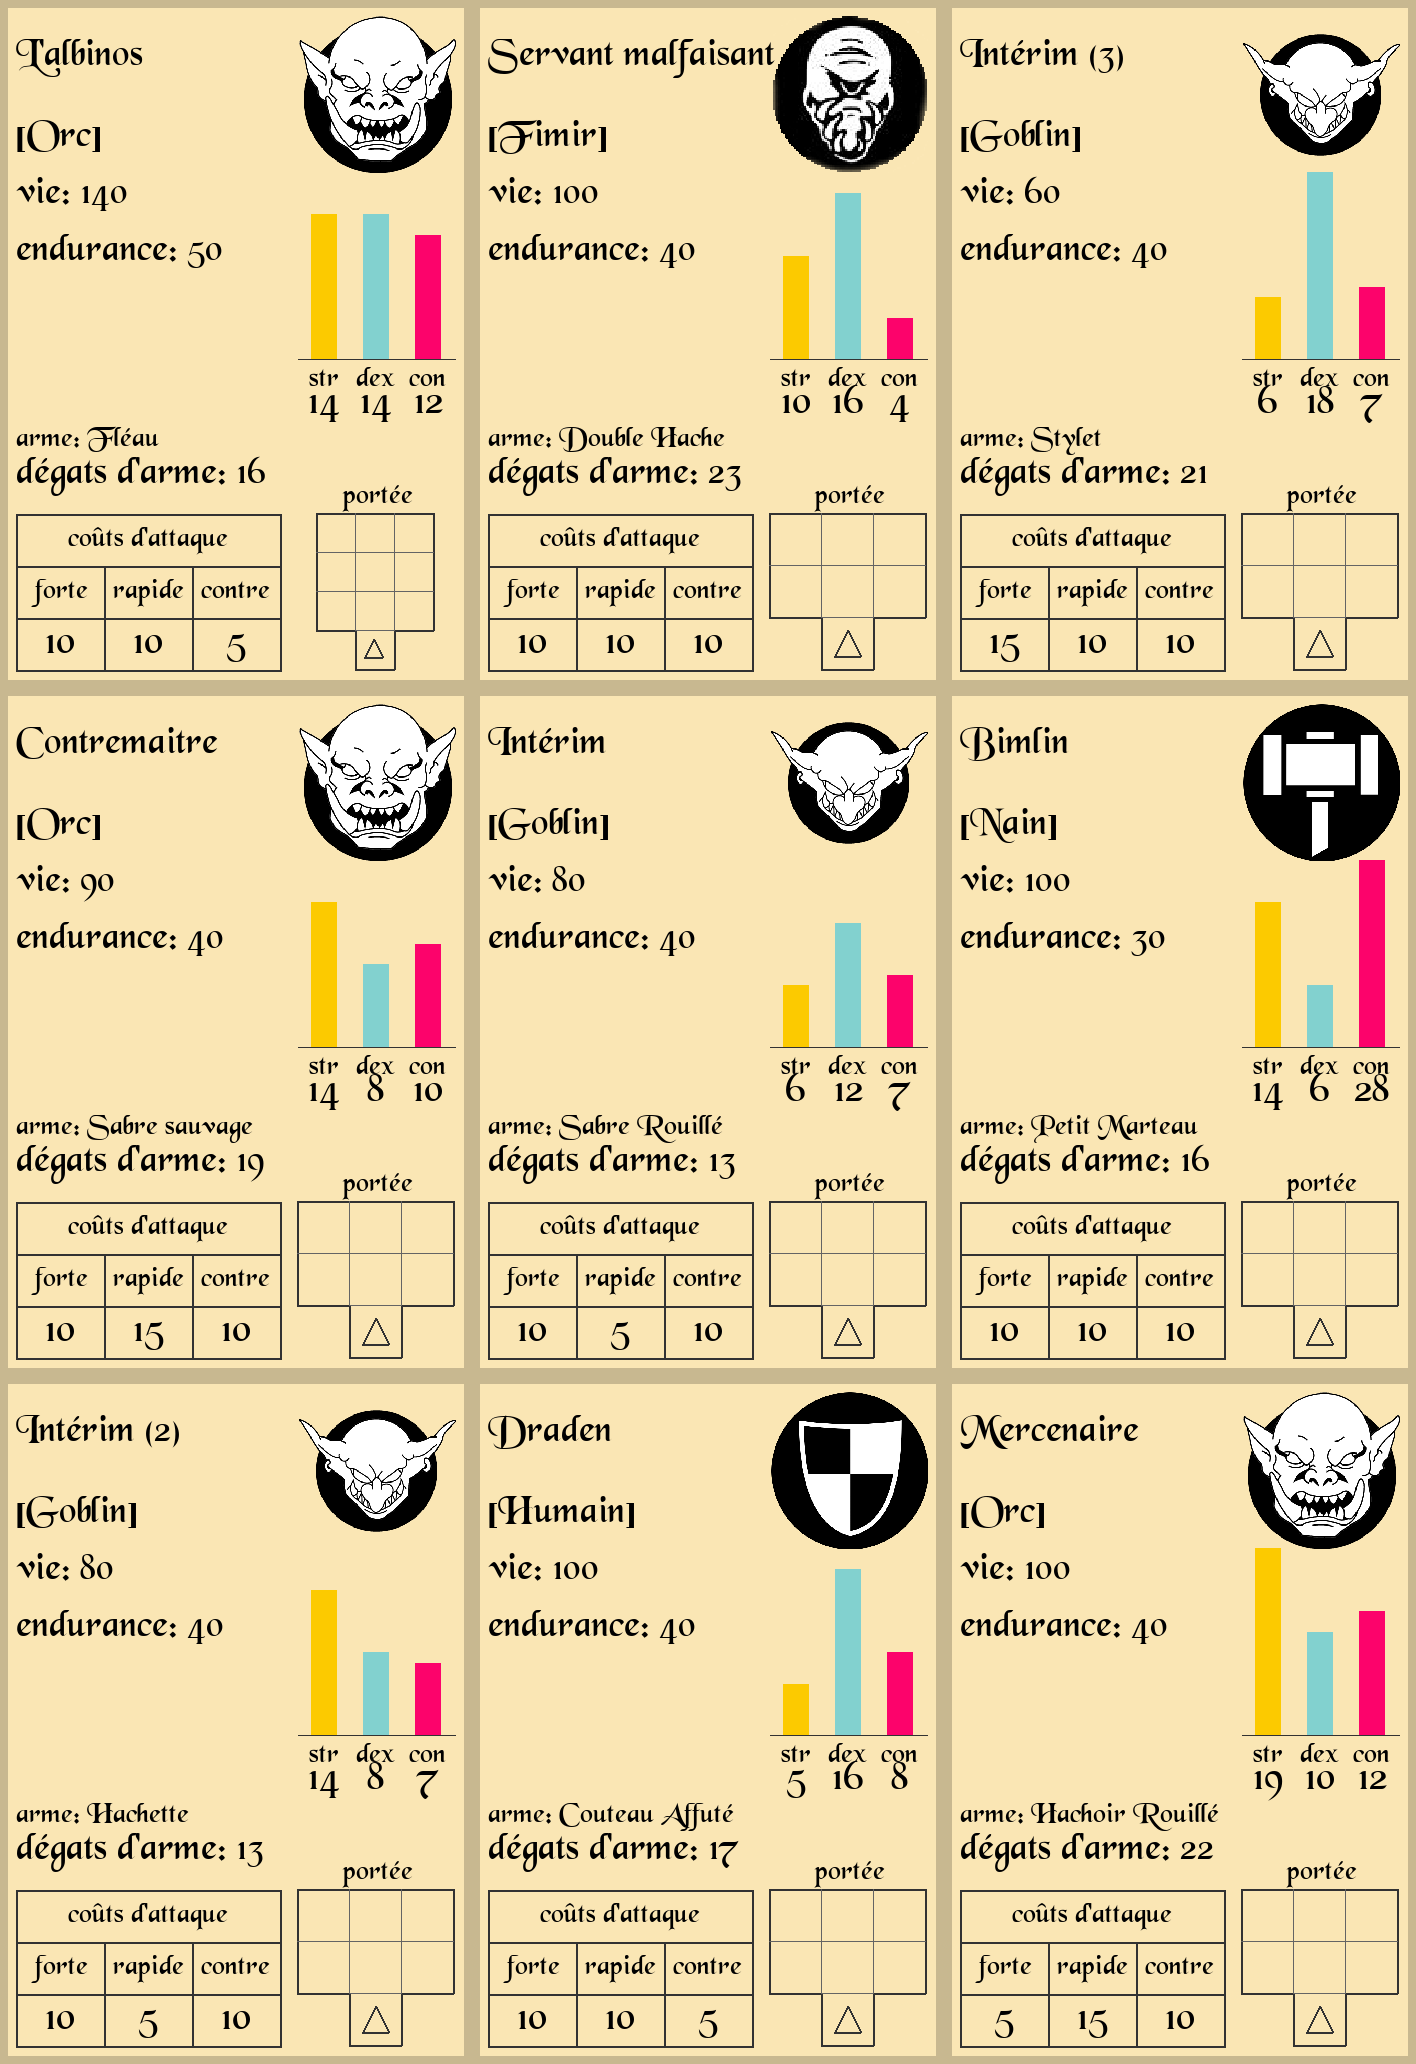 L'albinos
[Orc]
vie: 140
endurance: 50
str dex con
14 14 12
arme: Fléau
dégats d'arme: 16
portée
coûts d'attaque
forte rapide contre
10 10 5
Servant malfaisant
[Fimir]
vie: 100
endurance: 40
str dex con
10 16 4
arme: Double Hache
dégats d'arme: 23
portée
coûts d'attaque
forte rapide contre
10 10 10
Intérim (3)
[Goblin]
vie: 60
endurance: 40
str dex con
6 18 7
arme: Stylet
dégats d'arme: 21
portée
coûts d'attaque
forte rapide contre
15 10 10
Contremaitre
[Orc]
vie: 90
endurance: 40
str dex con
14 8 10
arme: Sabre sauvage
dégats d'arme: 19
portée
coûts d'attaque
forte rapide contre
10 15 10
Intérim
[Goblin]
vie: 80
endurance: 40
str dex con
6 12 7
arme: Sabre Rouillé
dégats d'arme: 13
portée
coûts d'attaque
forte rapide contre
10 5 10
Bimlin
[Nain]
vie: 100
endurance: 30
str dex con
14 6 28
arme: Petit Marteau
dégats d'arme: 16
portée
coûts d'attaque
forte rapide contre
10 10 10
Intérim (2)
[Goblin]
vie: 80
endurance: 40
str dex con
14 8 7
arme: Hachette
dégats d'arme: 13
portée
coûts d'attaque
forte rapide contre
10 5 10
Draden
[Humain]
vie: 100
endurance: 40
str dex con
5 16 8
arme: Couteau Affuté
dégats d'arme: 17
portée
coûts d'attaque
forte rapide contre
10 10 5
Mercenaire
[Orc]
vie: 100
endurance: 40
str dex con
19 10 12
arme: Hachoir Rouillé
dégats d'arme: 22
portée
coûts d'attaque
forte rapide contre
5 15 10